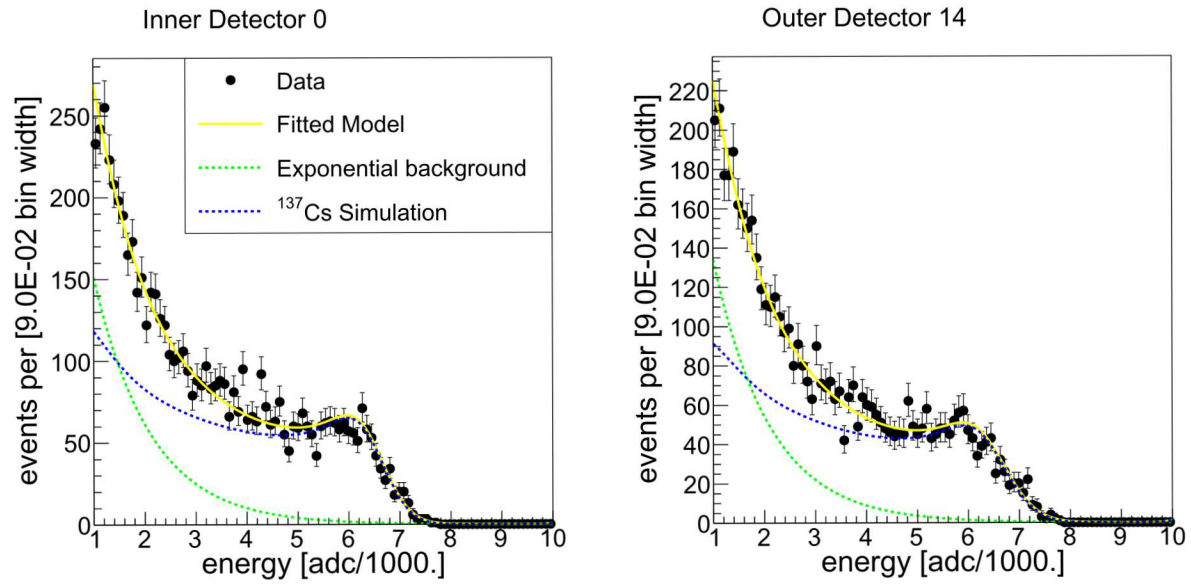 Inner Detector 0
events per [9.0E-02 bin width]
250
200
150
100
50
0
Data
Fitted Model
Exponential background
¹³⁷Cs Simulation
1 2 3 4 5 6 7 8 9 10
energy [adc/1000.]
Outer Detector 14
events per [9.0E-02 bin width]
220
200
180
160
140
120
100
80
60
40
20
0
1 2 3 4 5 6 7 8 9 10
energy [adc/1000.]